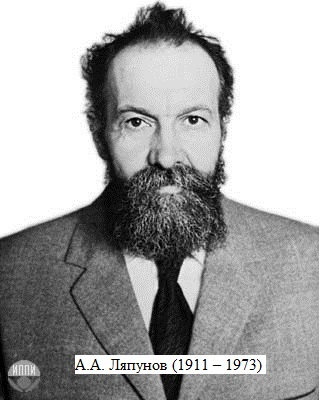 А.А. Ляпунов (1911 – 1973)
ИППИ